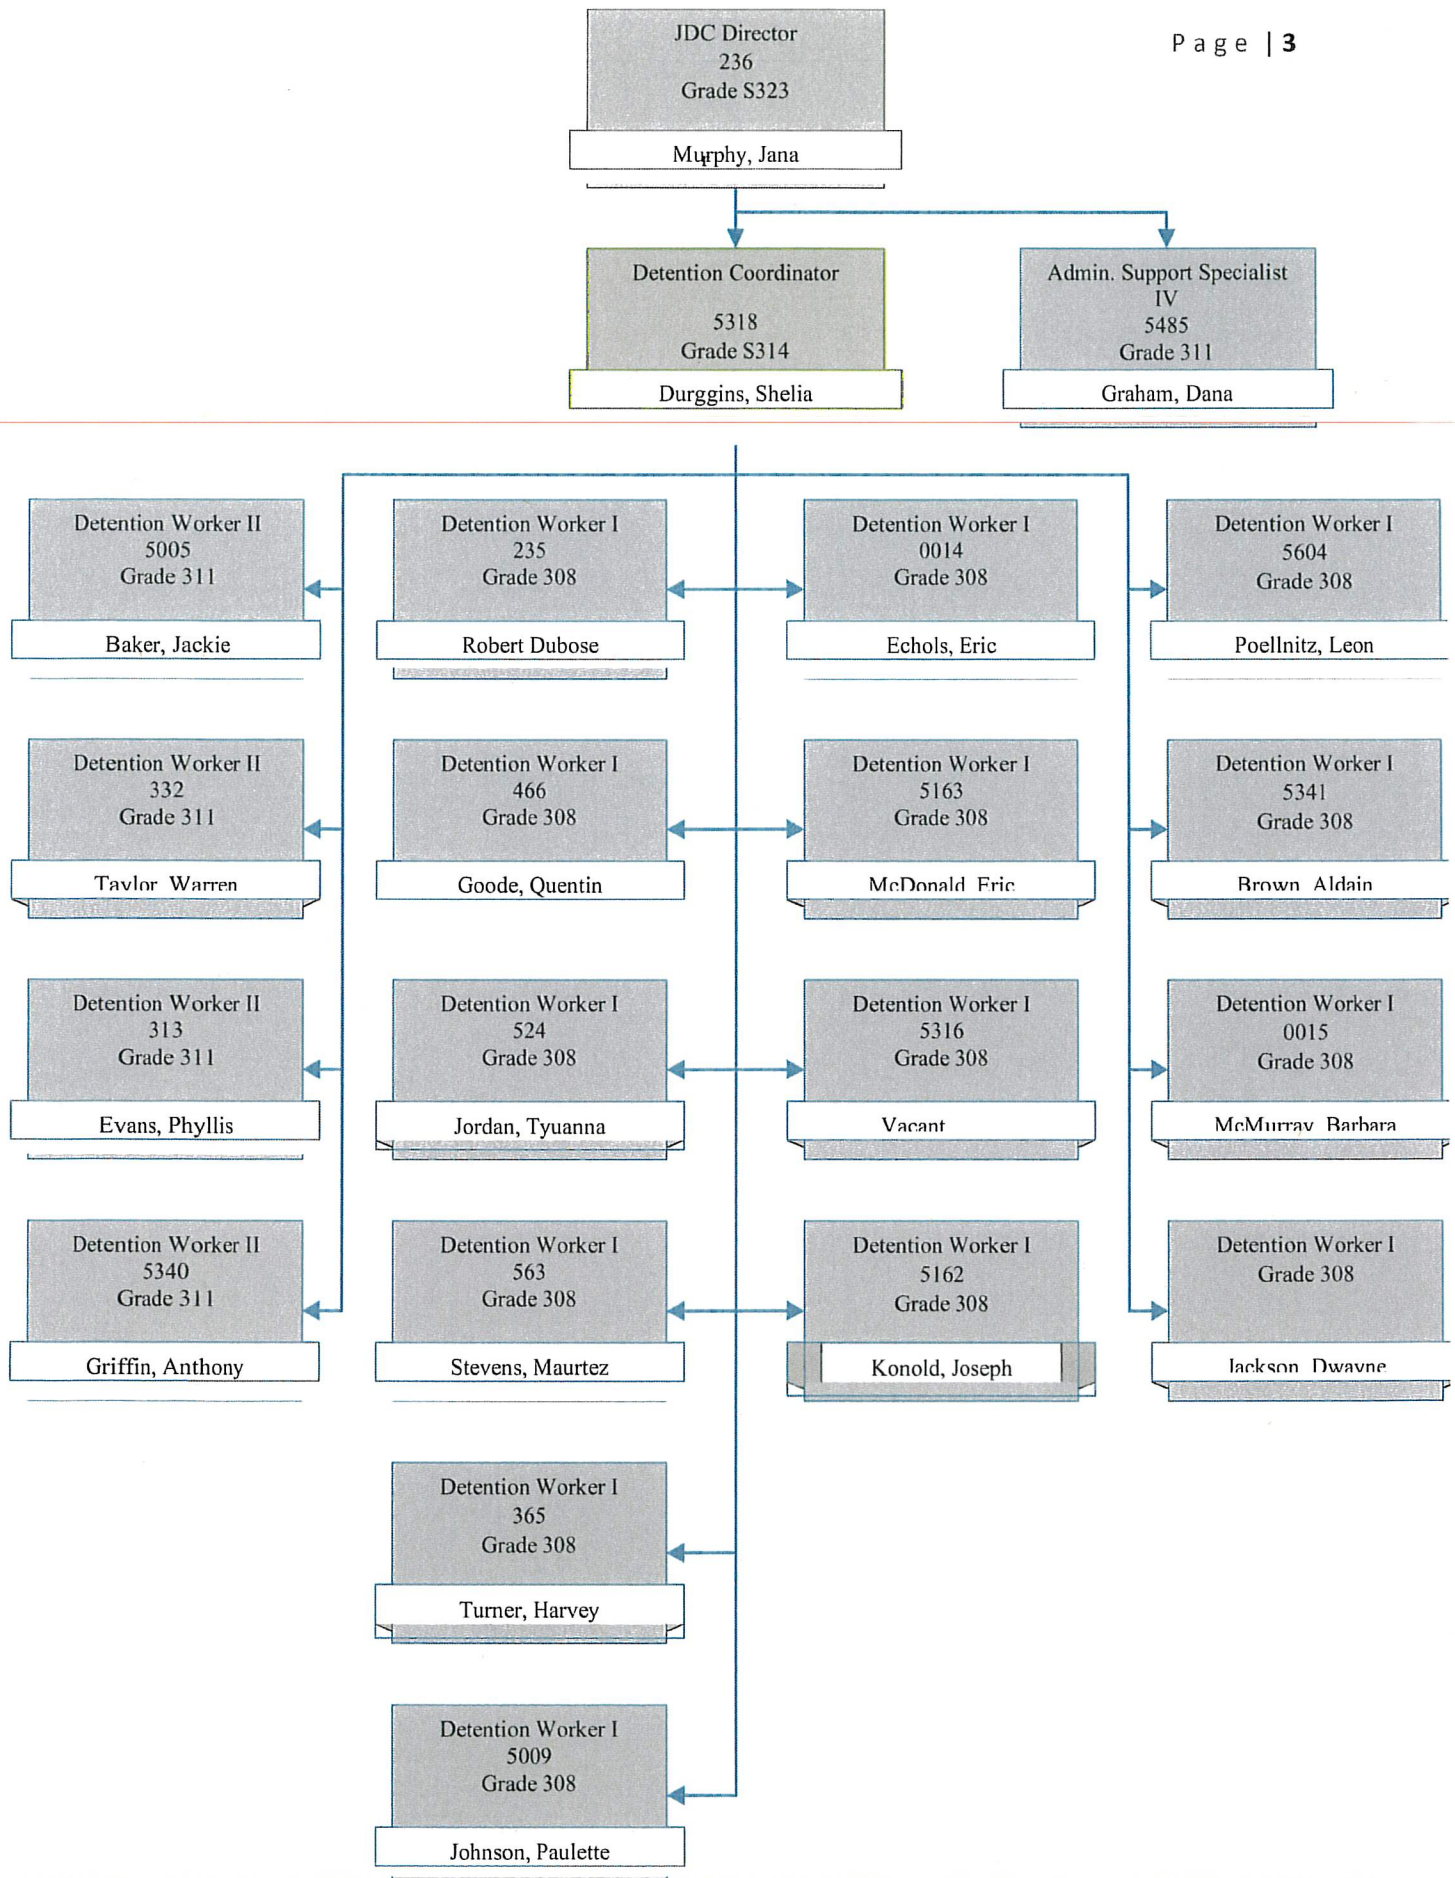 Page | 3
JDC Director
236
Grade S323
Murphy, Jana
Detention Coordinator
5318
Grade S314
Durggins, Shelia
Admin. Support Specialist
IV
5485
Grade 311
Graham, Dana
Detention Worker II
5005
Grade 311
Baker, Jackie
Detention Worker I
235
Grade 308
Robert Dubose
Detention Worker I
0014
Grade 308
Echols, Eric
Detention Worker I
5604
Grade 308
Poellnitz, Leon
Detention Worker II
332
Grade 311
Taylor, Warren
Detention Worker I
466
Grade 308
Goode, Quentin
Detention Worker I
5163
Grade 308
McDonald, Eric
Detention Worker I
5341
Grade 308
Brown, Aldain
Detention Worker II
313
Grade 311
Evans, Phyllis
Detention Worker I
524
Grade 308
Jordan, Tyuanna
Detention Worker I
5316
Grade 308
Vacant
Detention Worker I
0015
Grade 308
McMurray, Barbara
Detention Worker II
5340
Grade 311
Griffin, Anthony
Detention Worker I
563
Grade 308
Stevens, Maurtez
Detention Worker I
5162
Grade 308
Konold, Joseph
Detention Worker I
Grade 308
Jackson, Dwayne
Detention Worker I
365
Grade 308
Turner, Harvey
Detention Worker I
5009
Grade 308
Johnson, Paulette